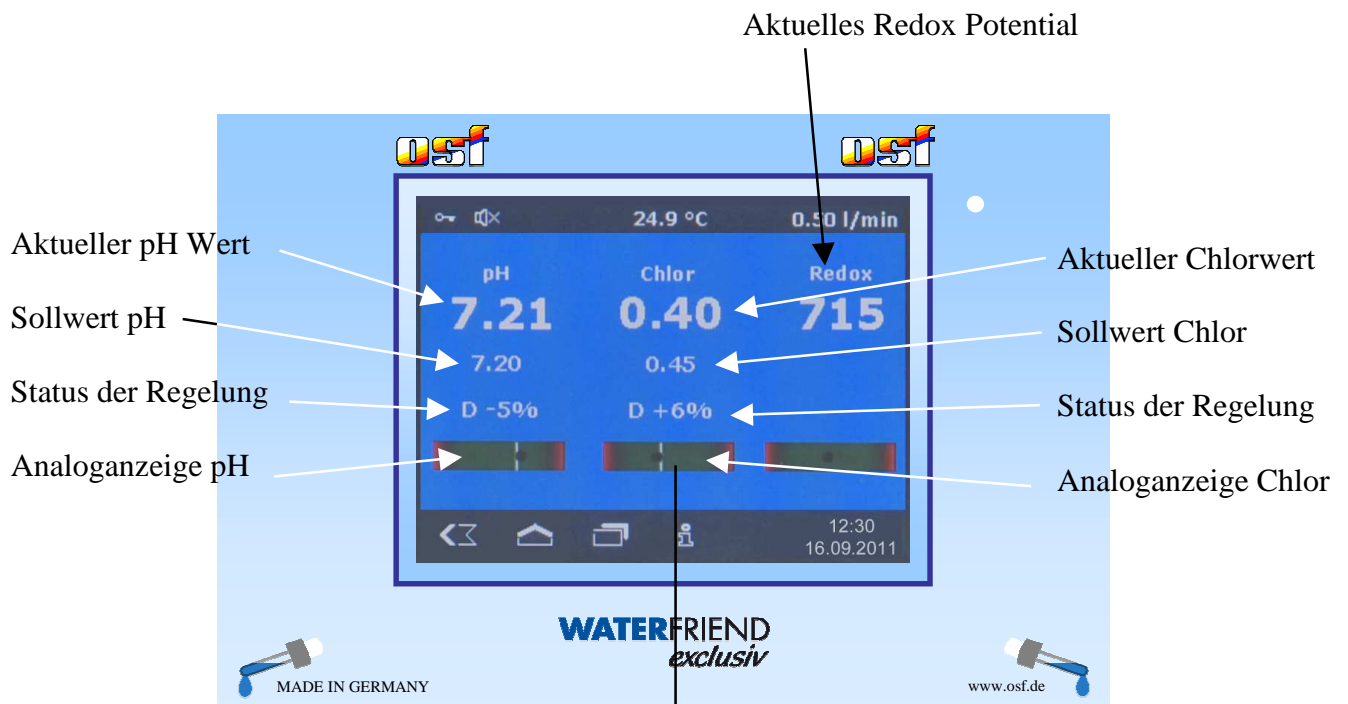 Aktuelles Redox Potential
osf osf
24.9 °C 0.50 l/min
Aktueller pH Wert
pH Chlor Redox
Aktueller Chlorwert
7.21 0.40 715
Sollwert pH
Sollwert Chlor
7.20 0.45
Status der Regelung
D -5% D +6%
Status der Regelung
Analoganzeige pH
Analoganzeige Chlor
12:30
16.09.2011
WATERFRIEND
exclusiv
MADE IN GERMANY www.osf.de